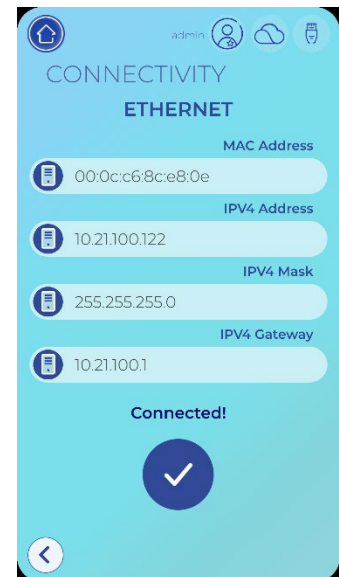 admin
CONNECTIVITY
ETHERNET
MAC Address
00:0c:c6:8c:e8:0e
IPV4 Address
10.21.100.122
IPV4 Mask
255.255.255.0
IPV4 Gateway
10.21.100.1
Connected!